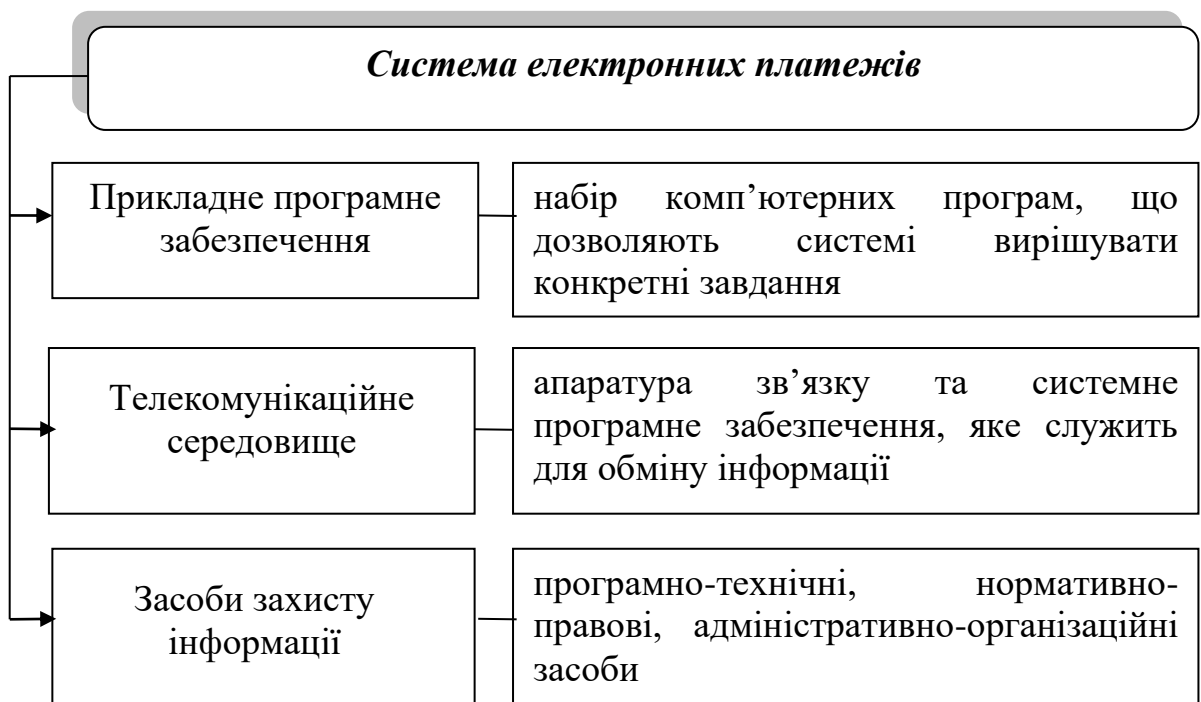 Система електронних платежів
Прикладне програмне
забезпечення
набір комп’ютерних програм, що
дозволяють системі вирішувати
конкретні завдання
Телекомунікаційне
середовище
апаратура зв’язку та системне
програмне забезпечення, яке служить
для обміну інформації
Засоби захисту
інформації
програмно-технічні, нормативно-
правові, адміністративно-організаційні
засоби